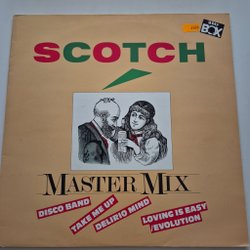 BOX
SCOTCH
MASTER MIX
DISCO BAND
TAKE ME UP
DELIRIO MIND
LOVING IS EASY
/EVOLUTION